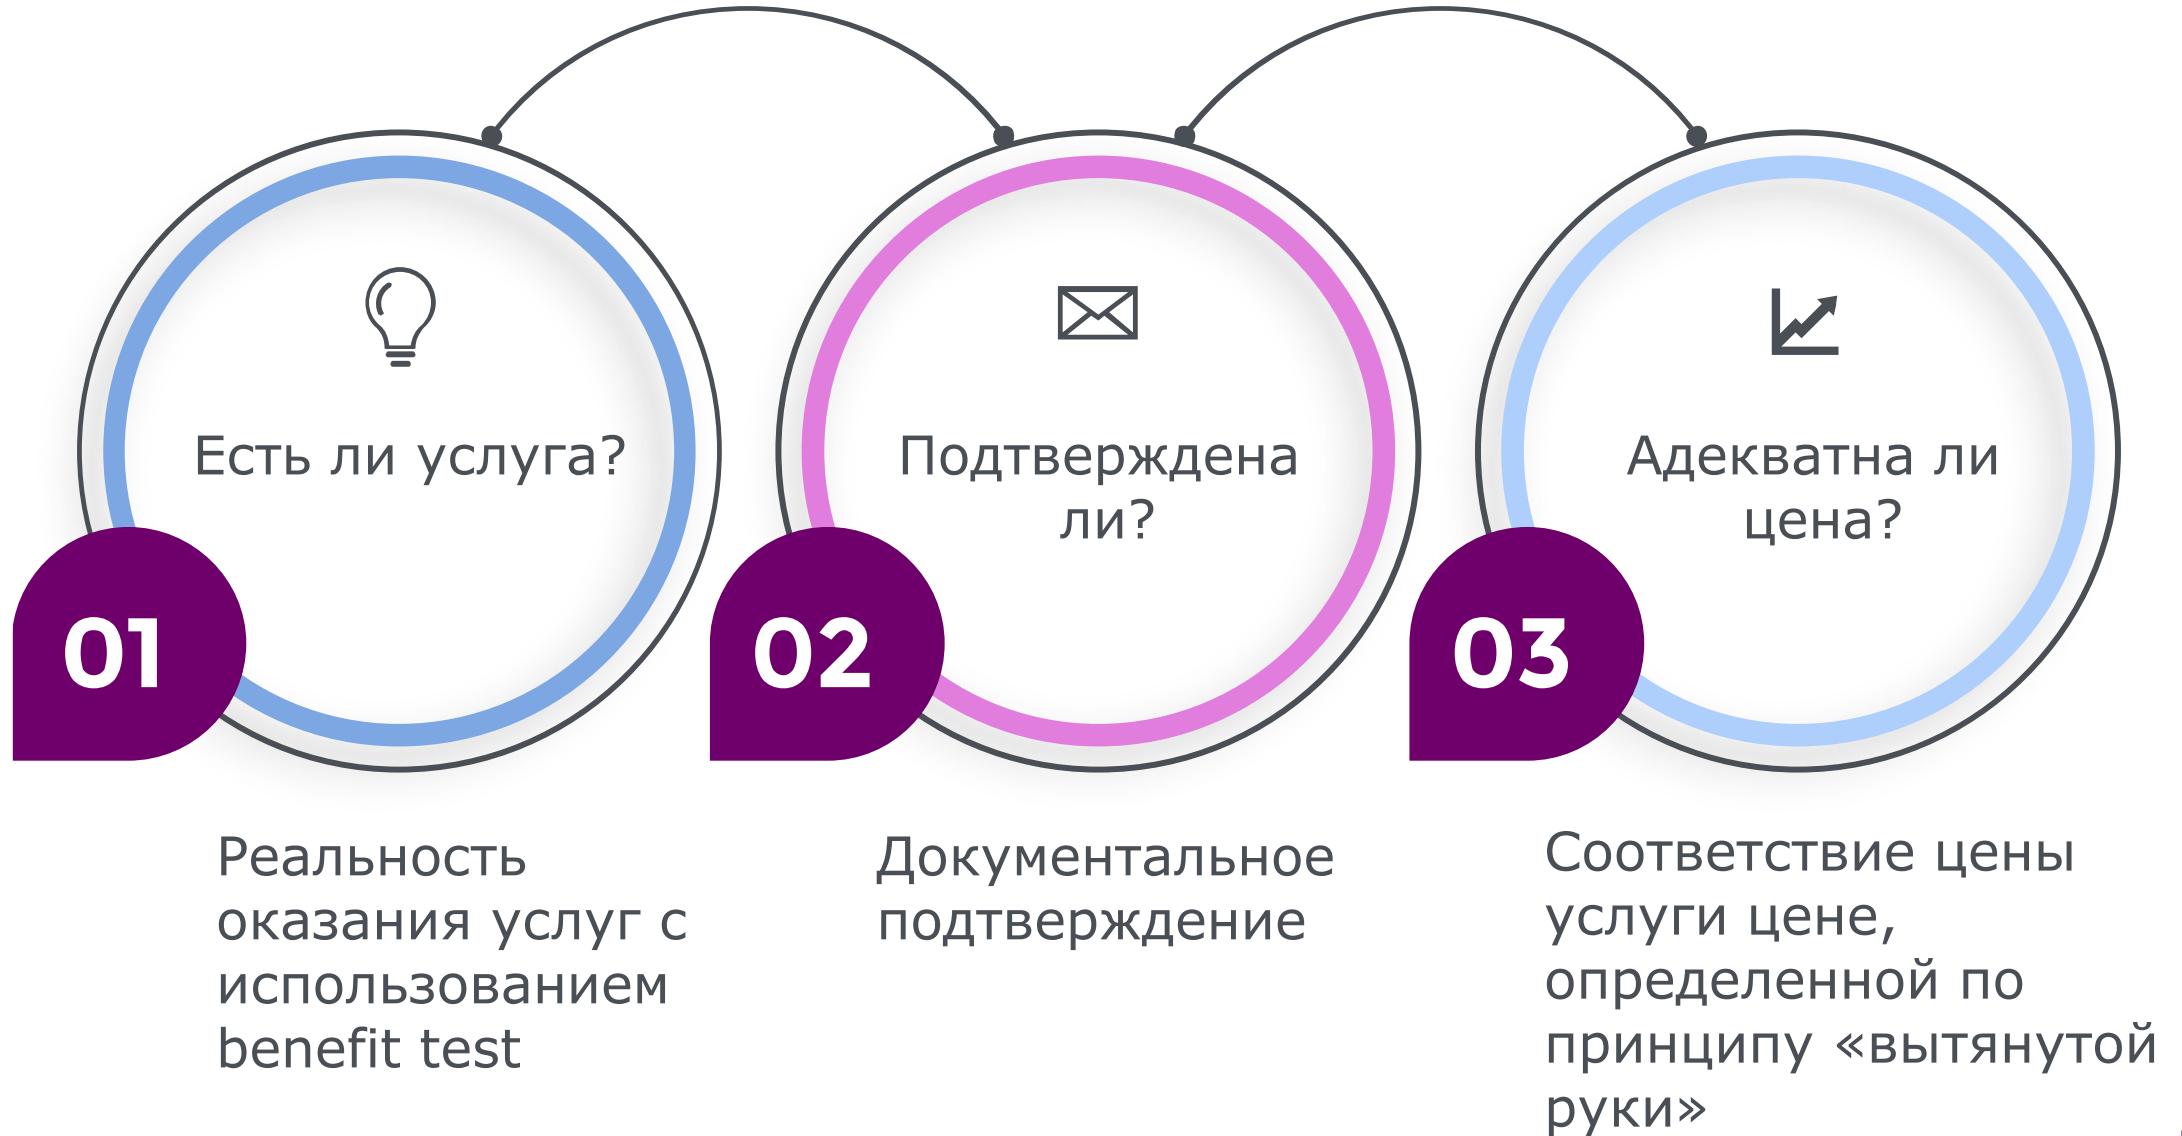 Есть ли услуга?
01
Реальность
оказания услуг с
использованием
benefit test
Подтверждена
ли?
02
Документальное
подтверждение
Адекватна ли
цена?
03
Соответствие цены
услуги цене,
определенной по
принципу «вытянутой
руки»